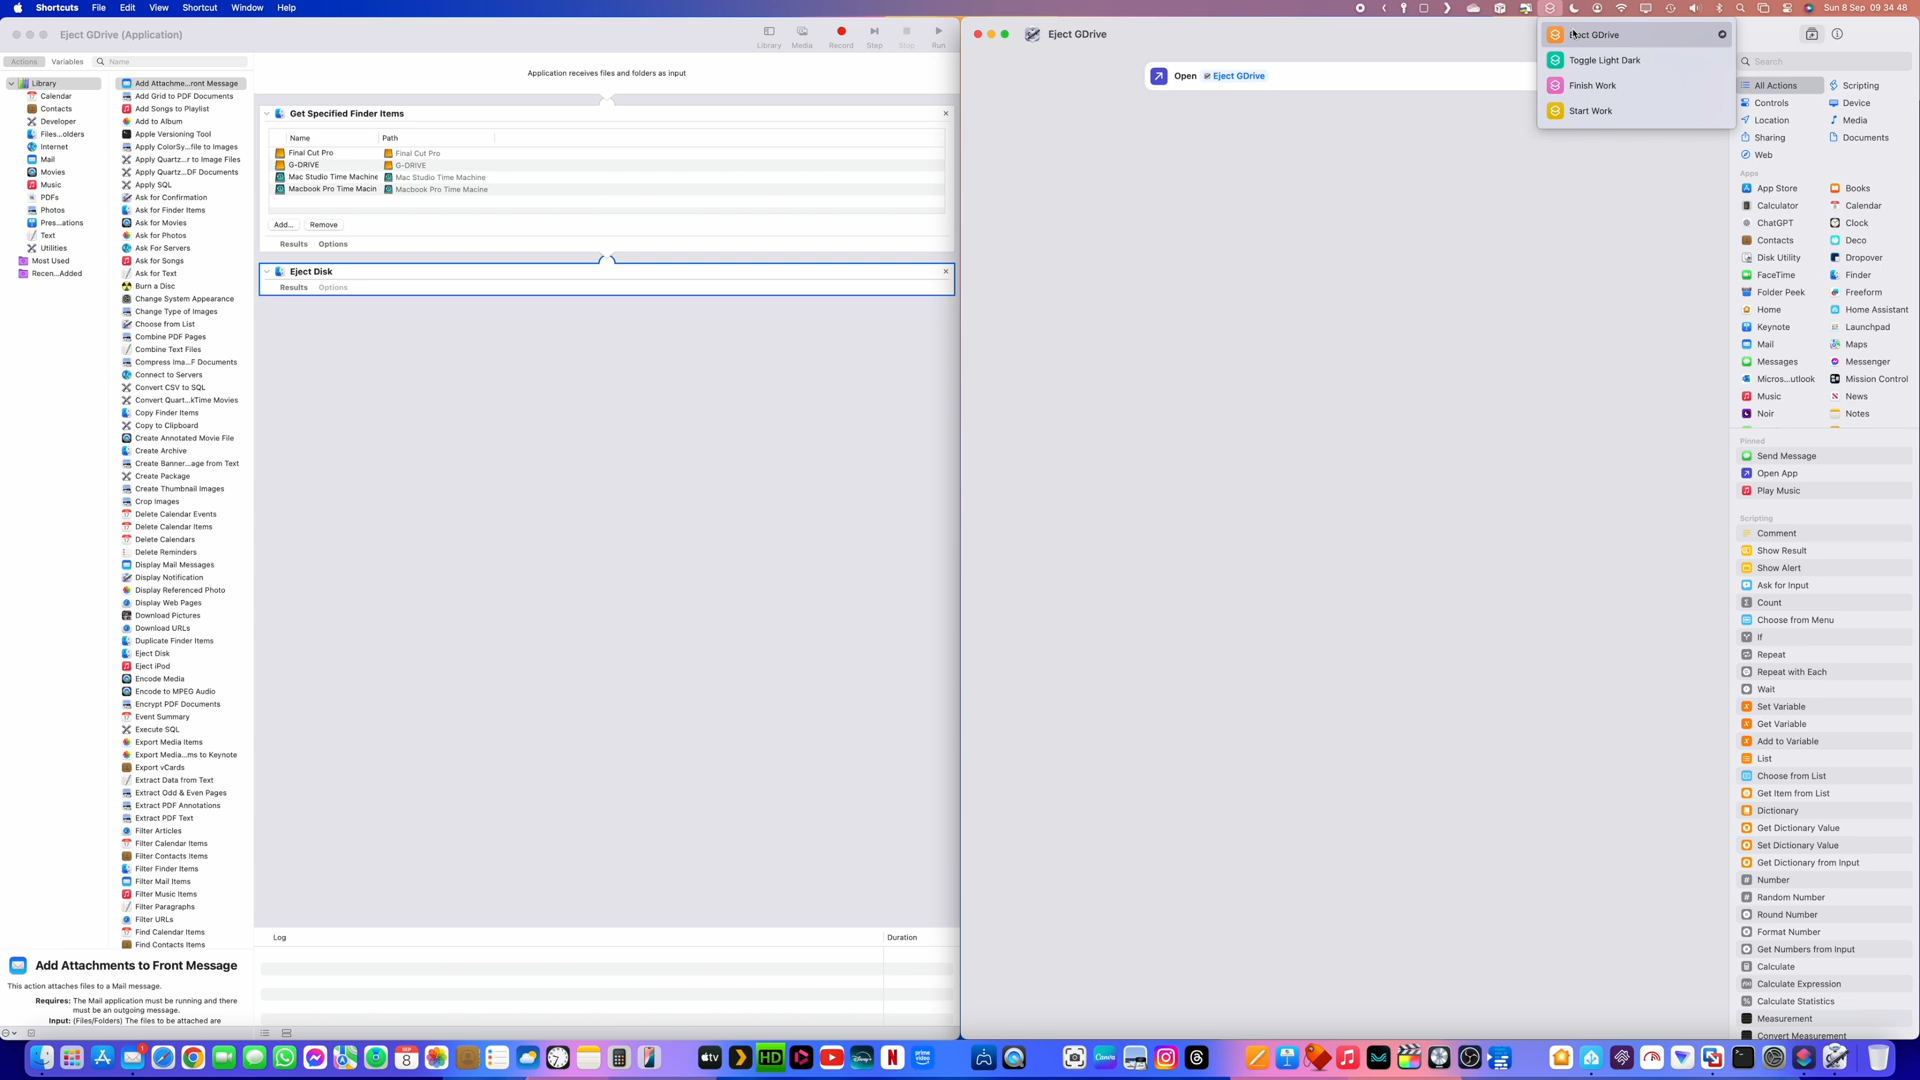 Shortcuts File Edit View Shortcut Window Help
Sun 8 Sep 09 34 48
Eject GDrive (Application)
Library Media Record Step Stop Run
Actions Variables Name
Library
Calendar
Contacts
Developer
Files...olders
Internet
Mail
Movies
Music
PDFs
Photos
Pres...ations
Text
Utilities
Most Used
Recen...Added
Add Attachme...ront Message
Add Grid to PDF Documents
Add Songs to Playlist
Add to Album
Apple Versioning Tool
Apply ColorSy...file to Images
Apply Quartz...r to Image Files
Apply Quartz...DF Documents
Apply SQL
Ask for Confirmation
Ask for Finder Items
Ask for Movies
Ask for Photos
Ask For Servers
Ask for Songs
Ask for Text
Burn a Disc
Change System Appearance
Change Type of Images
Choose from List
Combine PDF Pages
Combine Text Files
Compress Ima...F Documents
Connect to Servers
Convert CSV to SQL
Convert Quart...kTime Movies
Copy Finder Items
Copy to Clipboard
Create Annotated Movie File
Create Archive
Create Banner...age from Text
Create Package
Create Thumbnail Images
Crop Images
Delete Calendar Events
Delete Calendar Items
Delete Calendars
Delete Reminders
Display Mail Messages
Display Notification
Display Referenced Photo
Display Web Pages
Download Pictures
Download URLs
Duplicate Finder Items
Eject Disk
Eject iPod
Encode Media
Encode to MPEG Audio
Encrypt PDF Documents
Event Summary
Execute SQL
Export Media Items
Export Media...ms to Keynote
Export vCards
Extract Data from Text
Extract Odd & Even Pages
Extract PDF Annotations
Extract PDF Text
Filter Articles
Filter Calendar Items
Filter Contacts Items
Filter Finder Items
Filter Mail Items
Filter Music Items
Filter Paragraphs
Filter URLs
Find Calendar Items
Find Contacts Items
Add Attachments to Front Message
This action attaches files to a Mail message.
Requires: The Mail application must be running and there
must be an outgoing message.
Input: (Files/Folders) The files to be attached are
Application receives files and folders as input
Get Specified Finder Items
Name Path
Final Cut Pro Final Cut Pro
G-DRIVE G-DRIVE
Mac Studio Time Machine Mac Studio Time Machine
Macbook Pro Time Macin Macbook Pro Time Macine
Add... Remove
Results Options
Eject Disk
Results Options
Log Duration
Eject GDrive
Open Eject GDrive
Eject GDrive
Toggle Light Dark
Finish Work
Start Work
Search
All Actions Scripting
Controls Device
Location Media
Sharing Documents
Web
Apps
App Store Books
Calculator Calendar
ChatGPT Clock
Contacts Deco
Disk Utility Dropover
FaceTime Finder
Folder Peek Freeform
Home Home Assistant
Keynote Launchpad
Mail Maps
Messages Messenger
Micros...utlook Mission Control
Music News
Noir Notes
Pinned
Send Message
Open App
Play Music
Scripting
Comment
Show Result
Show Alert
Ask for Input
Count
Choose from Menu
If
Repeat
Repeat with Each
Wait
Set Variable
Get Variable
Add to Variable
List
Choose from List
Get Item from List
Dictionary
Get Dictionary Value
Set Dictionary Value
Get Dictionary from Input
Number
Random Number
Round Number
Format Number
Get Numbers from Input
Calculate
Calculate Expression
Calculate Statistics
Measurement
Convert Measurement